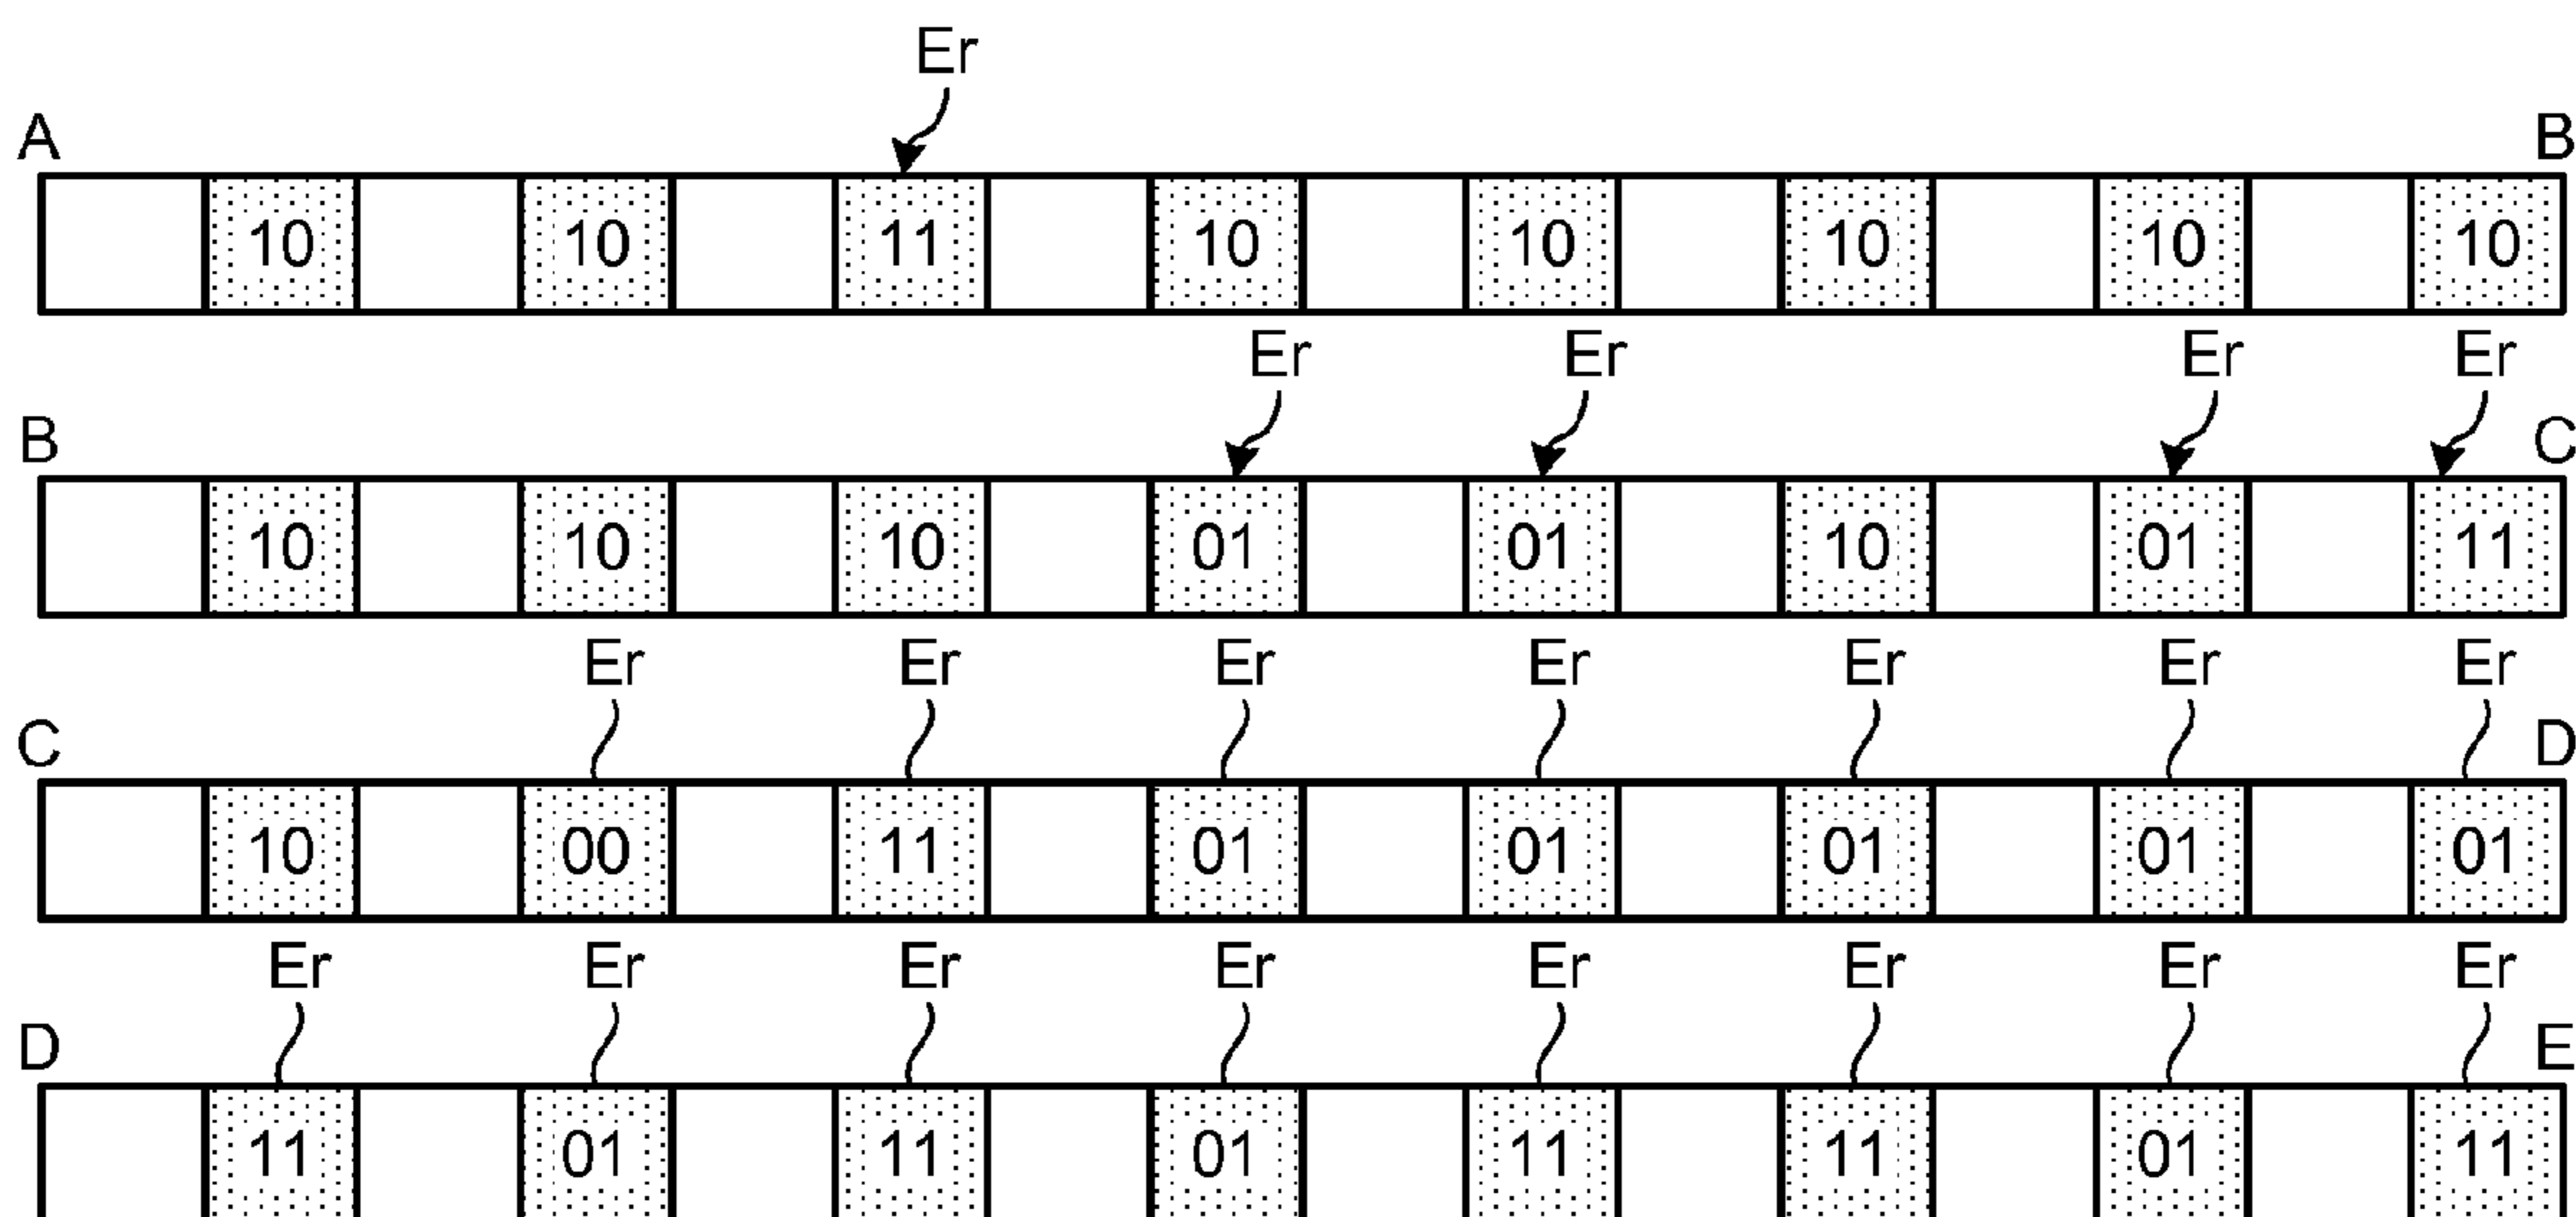 Er
A B
10 10 11 10 10 10 10 10
Er Er Er Er
B C
10 10 10 01 01 10 01 11
Er Er Er Er Er Er Er
C D
10 00 11 01 01 01 01 01
Er Er Er Er Er Er Er Er
D E
11 01 11 01 11 11 01 11